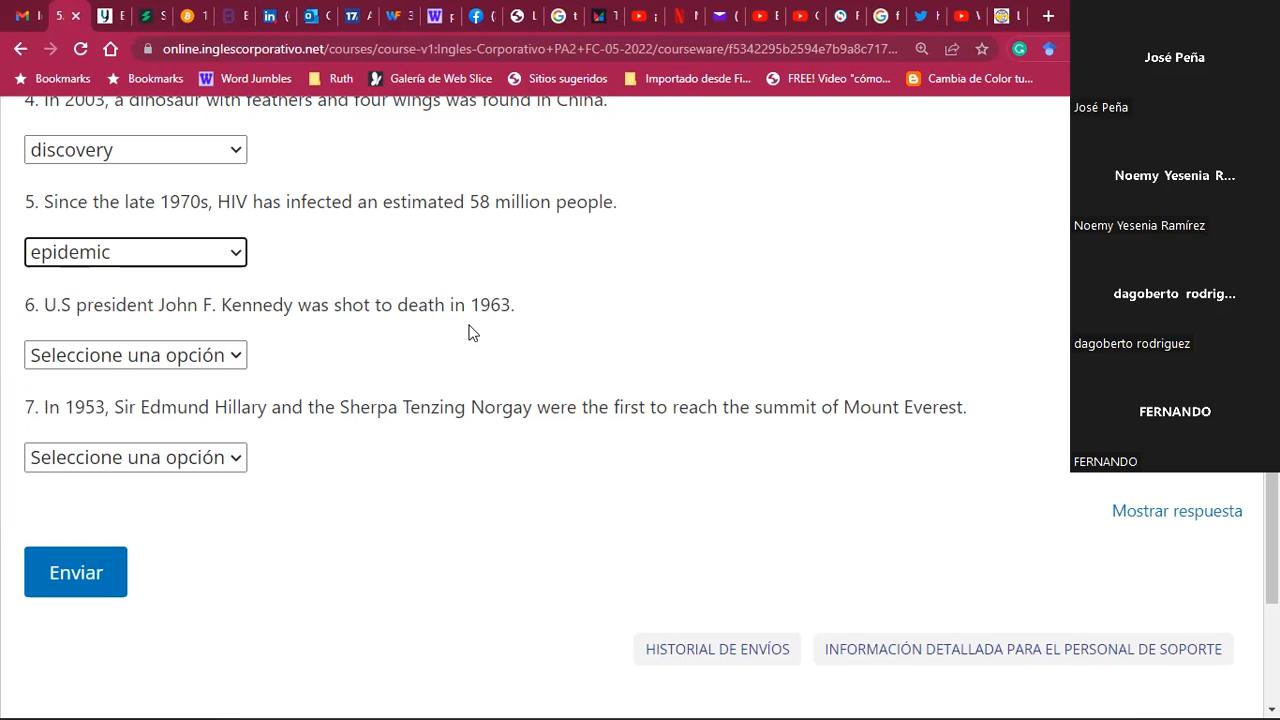 5.
online.inglescorporativo.net/courses/course-v1:Ingles-Corporativo+PA2+FC-05-2022/courseware/f5342295b2594e7b9a8c717...
Bookmarks
Bookmarks
Word Jumbles
Ruth
Galería de Web Slice
Sitios sugeridos
Importado desde Fi...
FREE! Video "cómo...
Cambia de Color tu...
4. In 2003, a dinosaur with feathers and four wings was found in China.
discovery
5. Since the late 1970s, HIV has infected an estimated 58 million people.
epidemic
6. U.S president John F. Kennedy was shot to death in 1963.
Seleccione una opción
7. In 1953, Sir Edmund Hillary and the Sherpa Tenzing Norgay were the first to reach the summit of Mount Everest.
Seleccione una opción
Mostrar respuesta
Enviar
HISTORIAL DE ENVÍOS
INFORMACIÓN DETALLADA PARA EL PERSONAL DE SOPORTE
José Peña
José Peña
Noemy Yesenia R...
Noemy Yesenia Ramírez
dagoberto rodrig...
dagoberto rodriguez
FERNANDO
FERNANDO